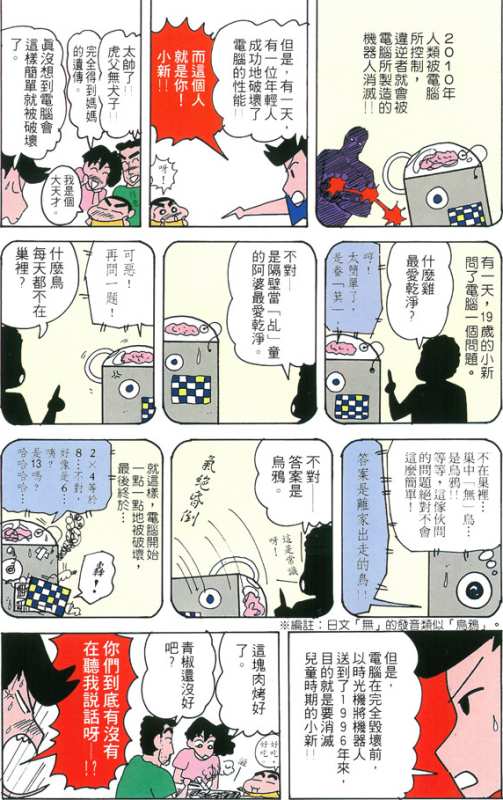 2010年
人類被電腦
所控制,
違逆者就會被
電腦所製造的
機器人消滅!!
但是,有一天,
有一位年輕人
成功地破壞了
電腦的性能!!
而這個人
就是你!
小新!!
呀!
太帥了!!
虎父無犬子!!
完全得到媽媽
的遺傳。
我是個
大天才。
眞沒想到電腦會
這樣簡單就被破壞
了。
有一天,19歲的小新
問了電腦一個問題。
什麼雞
最愛乾淨?
哼!
太簡單了,
不對—
是隔壁當「乩」童
的阿婆最愛乾淨。
可惡!
再問一題!
什麼鳥
每天都不在
巢裡?
不在巢裡…
巢中「無」鳥…
是烏鴉!!
等等,這傢伙問
的問題絕對不會
這麼簡單!
答案是離家出走的鳥!!
不對—
答案是
烏鴉。
這是常識
呀!
氣絕昏倒
就這樣,電腦開始
一點一點地被破壞,
最後終於…
2×4等於
8…不對,
好像是6…
咦?
是13嗎?
哈哈哈哈…
轟!
※編註:日文「無」的發音類似「烏鴉」。
但是,
電腦在完全毀壞前,
以時光機將機器人
送到了1996年來,
目的就是要消滅
兒童時期的小新!!
這塊肉烤好
了。
青椒還沒好
吧?
好吃…
好吃…
你們到底有沒有
在聽我說話呀——!?